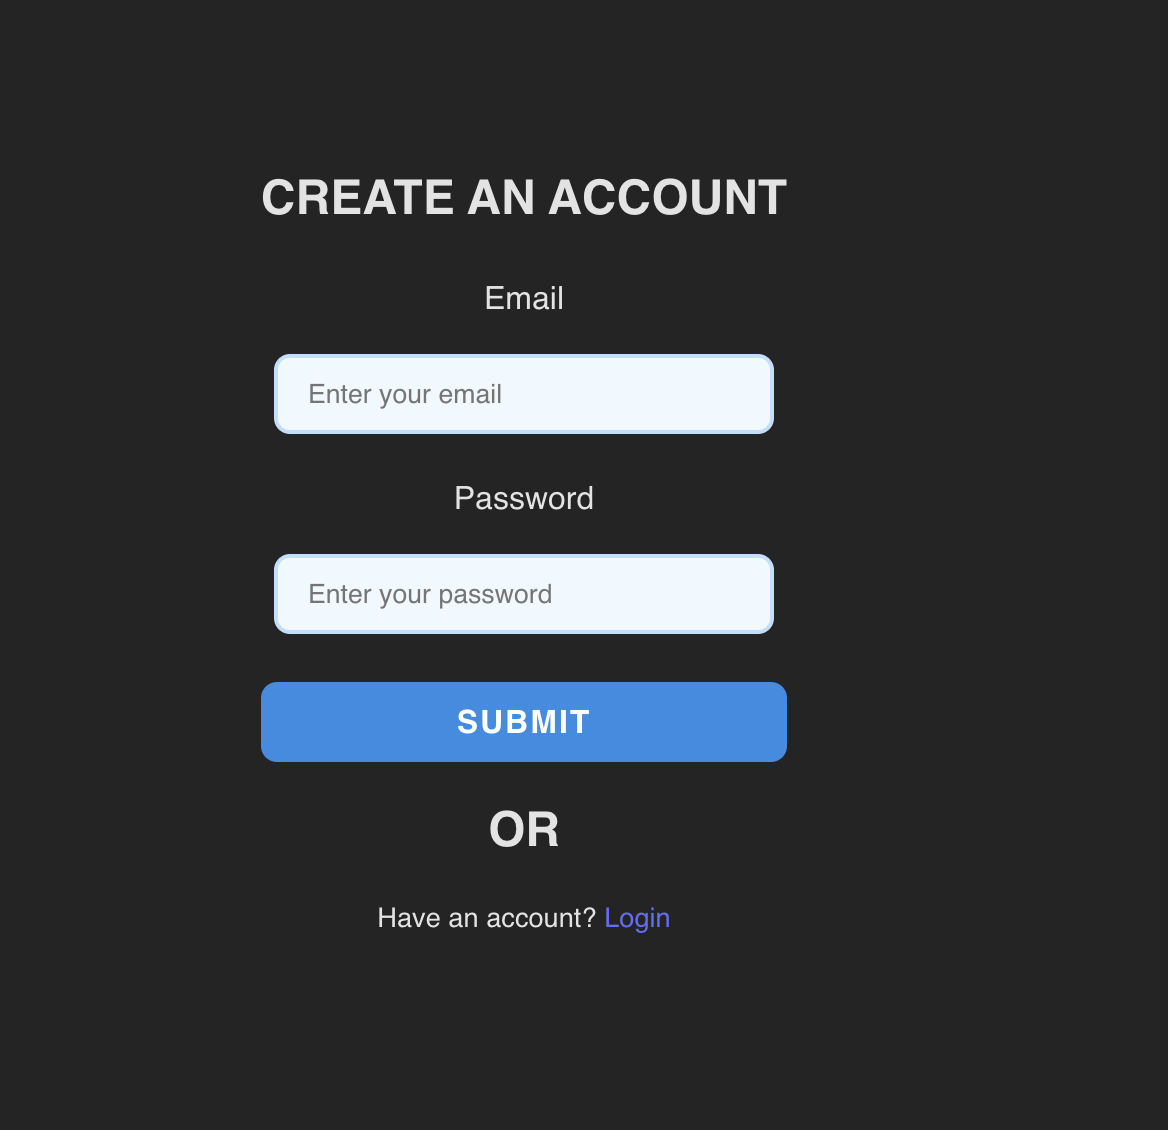 CREATE AN ACCOUNT
Email
Enter your email
Password
Enter your password
SUBMIT
OR
Have an account? Login